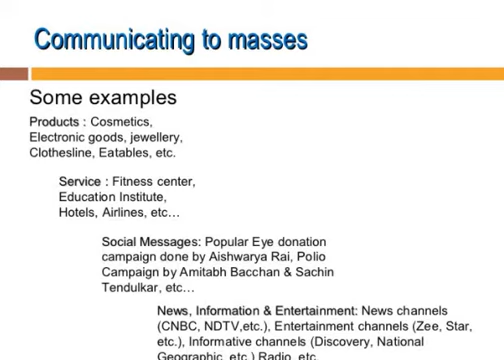 Communicating to masses
Some examples
Products : Cosmetics,
Electronic goods, jewellery,
Clothesline, Eatables, etc.
Service : Fitness center,
Education Institute,
Hotels, Airlines, etc…
Social Messages: Popular Eye donation
campaign done by Aishwarya Rai, Polio
Campaign by Amitabh Bacchan & Sachin
Tendulkar, etc…
News, Information & Entertainment: News channels
(CNBC, NDTV,etc.), Entertainment channels (Zee, Star,
etc.), Informative channels (Discovery, National
Geographic, etc.) Radio, etc.